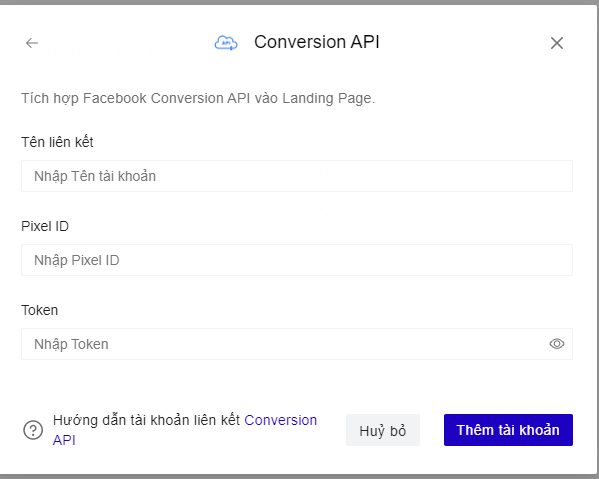 API
Conversion API
Tích hợp Facebook Conversion API vào Landing Page.
Tên liên kết
Nhập Tên tài khoản
Pixel ID
Nhập Pixel ID
Token
Nhập Token
Hướng dẫn tài khoản liên kết Conversion
API
Huỷ bỏ
Thêm tài khoản